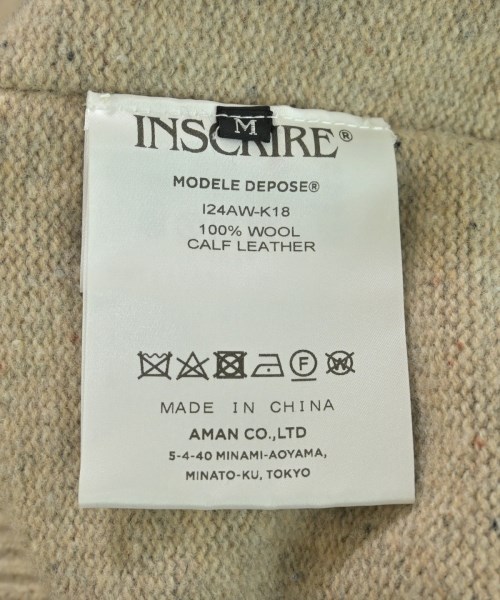 M
INSCRIRE®
MODELE DEPOSE®
I24AW-K18
100% WOOL
CALF LEATHER
MADE IN CHINA
AMAN CO.,LTD
5-4-40 MINAMI-AOYAMA,
MINATO-KU, TOKYO